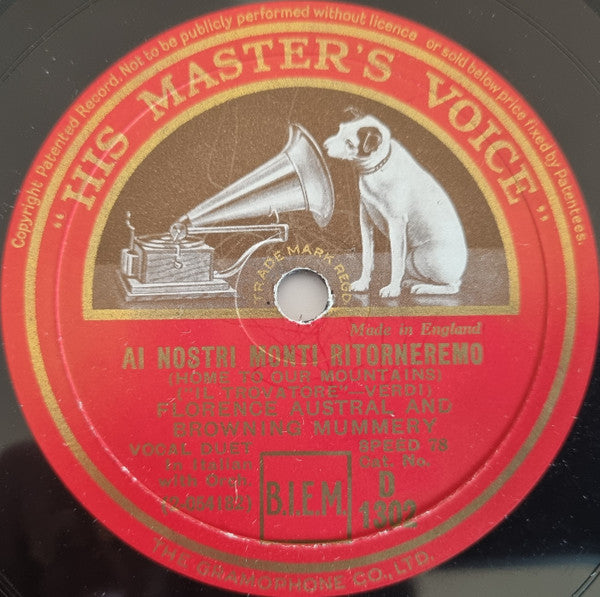 Copyright Patented Record. Not to be publicly performed without licence or sold below price fixed by Patentees.
"HIS MASTER'S VOICE"
TRADE MARK REGD
Made in England
AI NOSTRI MONTI RITORNEREMO
(HOME TO OUR MOUNTAINS)
("IL TROVATORE"—VERDI)
FLORENCE AUSTRAL AND
BROWNING MUMMERY
VOCAL DUET
In Italian
with Orch.
(2-054182)
B.I.E.M.
SPEED 78
Cat. No.
D
1302
THE GRAMOPHONE CO., LTD.